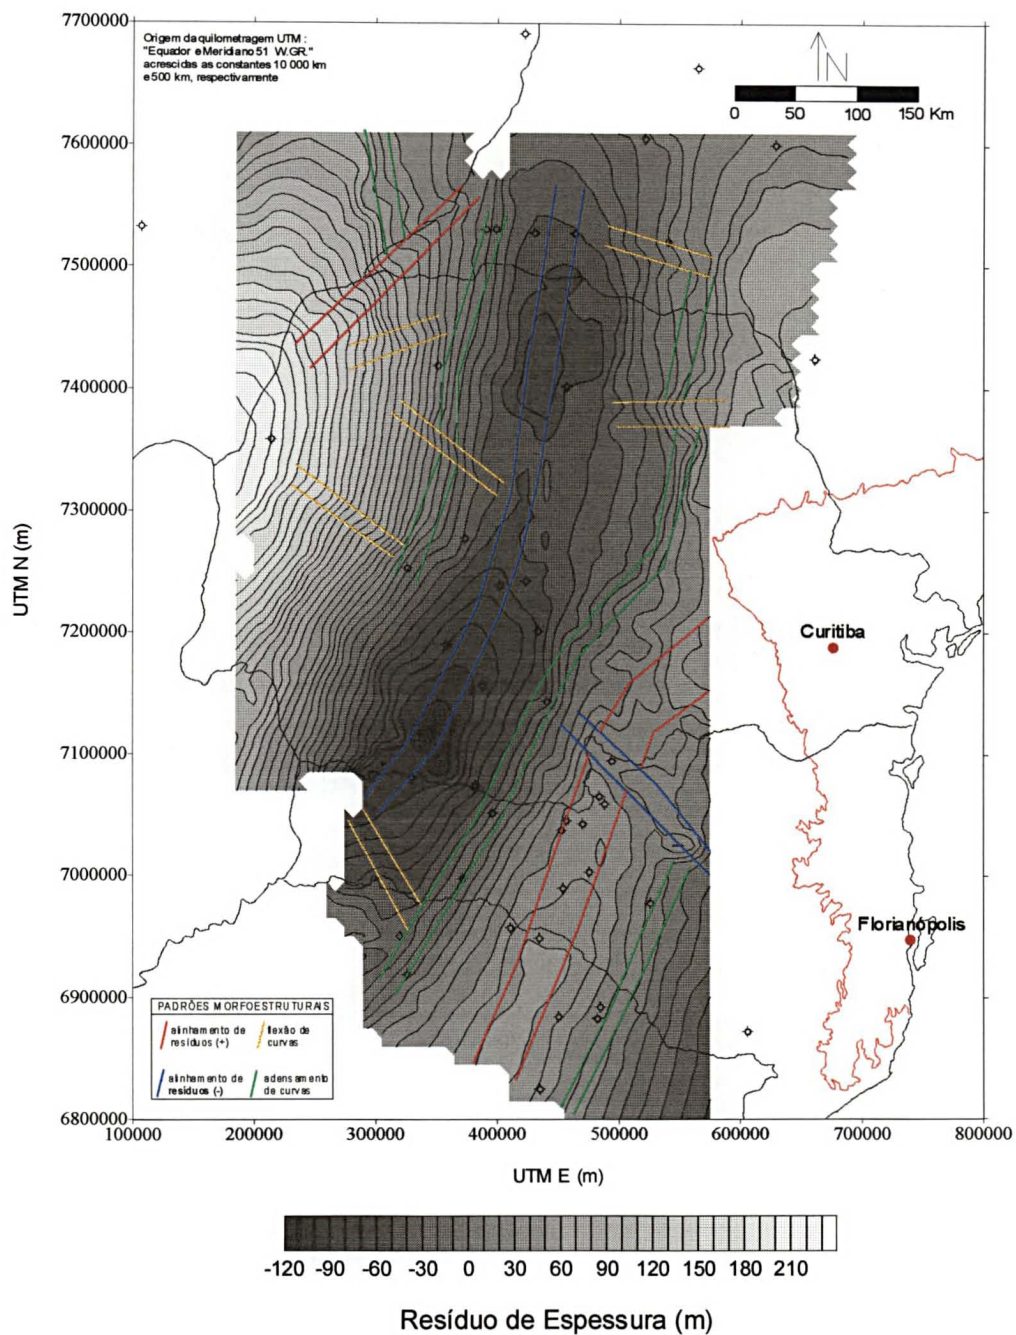 7700000
Origem da quilometragem UTM :
"Equador e Meridiano 51 W.GR."
acrescidas as constantes 10 000 km
e 500 km, respectivamente
N
0 50 100 150 Km
7600000
7500000
7400000
7300000
7200000
7100000
7000000
6900000
6800000
UTM N (m)
Curitiba
Florianópolis
PADRÕES MORFOESTRUTURAIS
alinhamento de
resíduos (+)
flexão de
curvas
alinhamento de
resíduos (-)
adensamento
de curvas
100000 200000 300000 400000 500000 600000 700000 800000
UTM E (m)
-120 -90 -60 -30 0 30 60 90 120 150 180 210
Resíduo de Espessura (m)